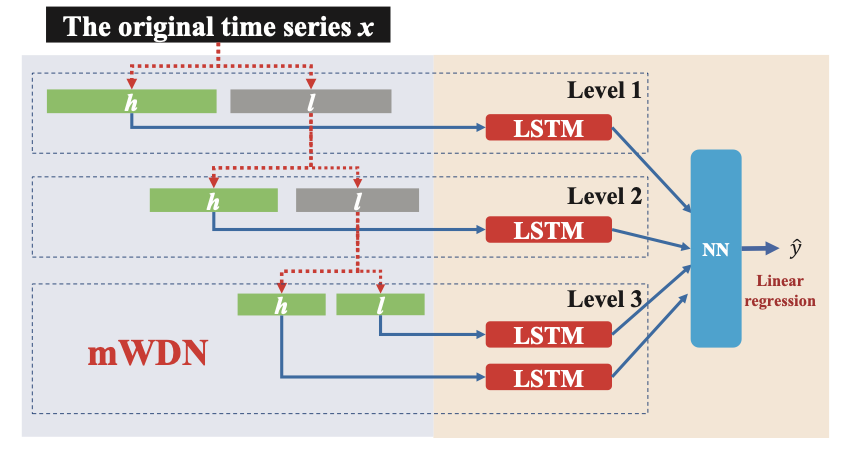 The original time series x
Level 1
h
l
LSTM
Level 2
h
l
LSTM
NN
ŷ
Linear
regression
Level 3
h
l
LSTM
mWDN
LSTM